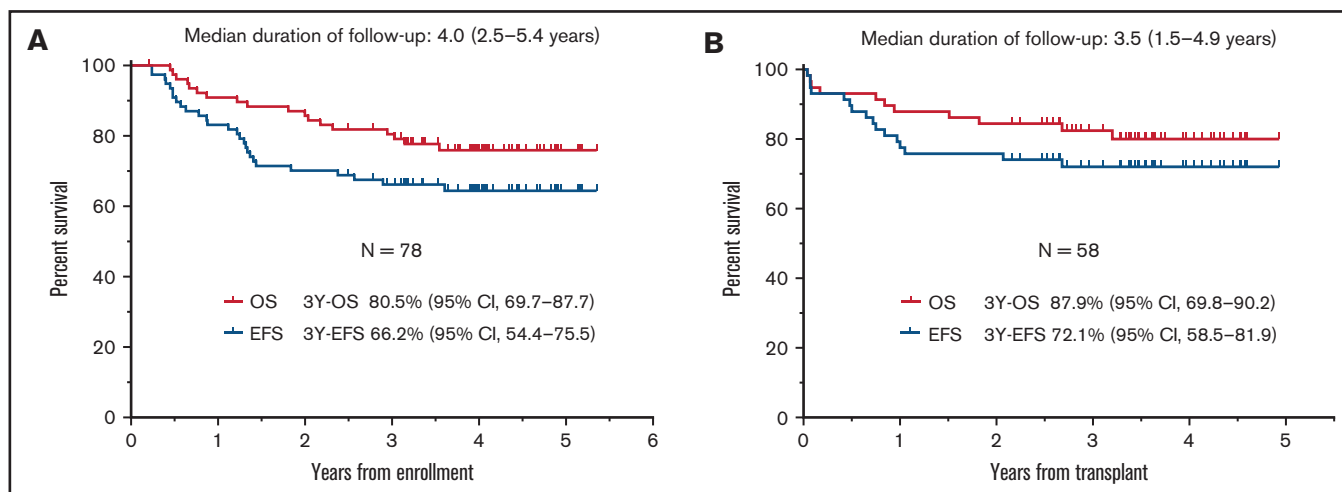 A
Median duration of follow-up: 4.0 (2.5–5.4 years)
100
80
60
40
20
0
Percent survival
N = 78
OS 3Y-OS 80.5% (95% CI, 69.7–87.7)
EFS 3Y-EFS 66.2% (95% CI, 54.4–75.5)
0 1 2 3 4 5 6
Years from enrollment
B
Median duration of follow-up: 3.5 (1.5–4.9 years)
100
80
60
40
20
0
Percent survival
N = 58
OS 3Y-OS 87.9% (95% CI, 69.8–90.2)
EFS 3Y-EFS 72.1% (95% CI, 58.5–81.9)
0 1 2 3 4 5
Years from transplant